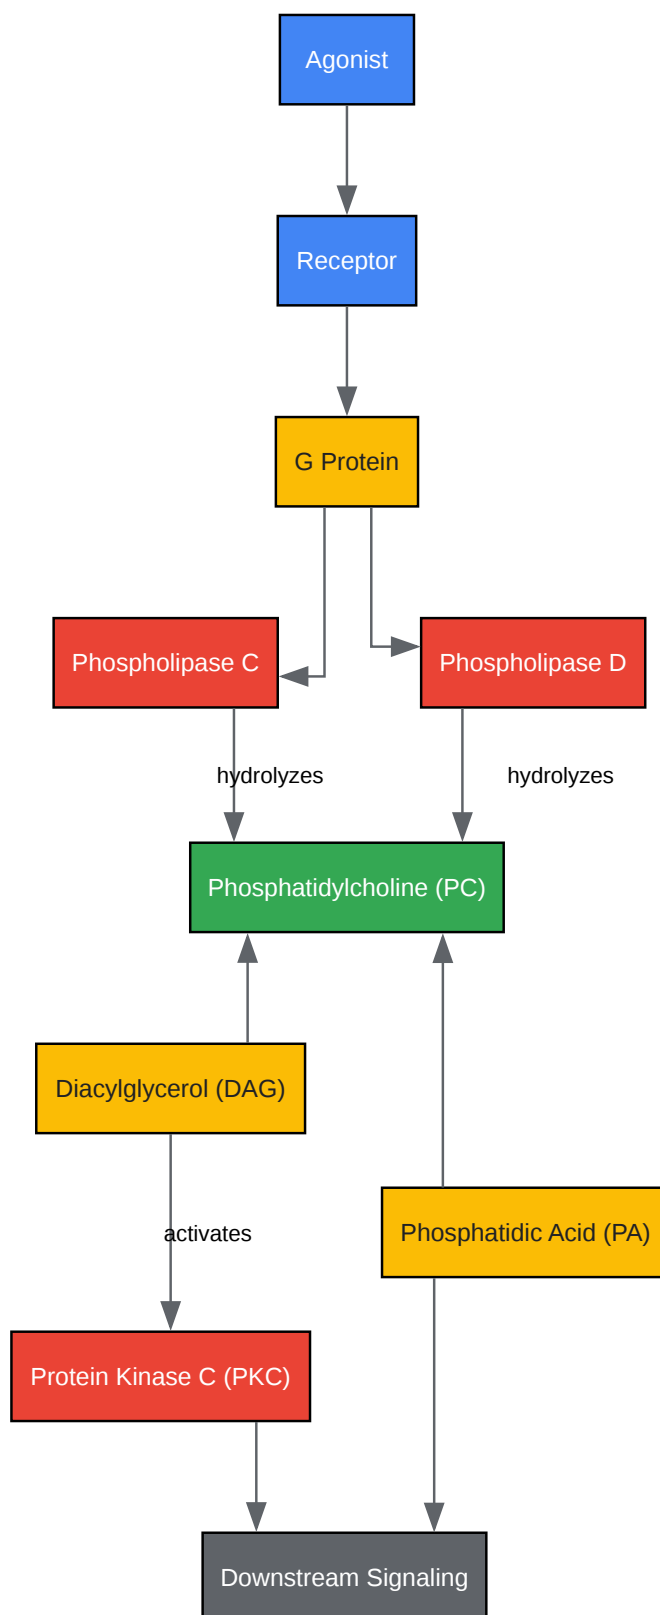 Agonist
Receptor
G Protein
Phospholipase C
Phospholipase D
hydrolyzes
hydrolyzes
Phosphatidylcholine (PC)
Diacylglycerol (DAG)
activates
Phosphatidic Acid (PA)
Protein Kinase C (PKC)
Downstream Signaling